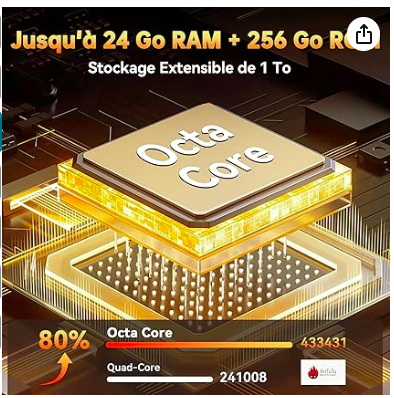 Jusqu'à 24 Go RAM + 256 Go ROM
Stockage Extensible de 1 To
Octa
Core
80%
Octa Core
433431
Quad-Core
241008